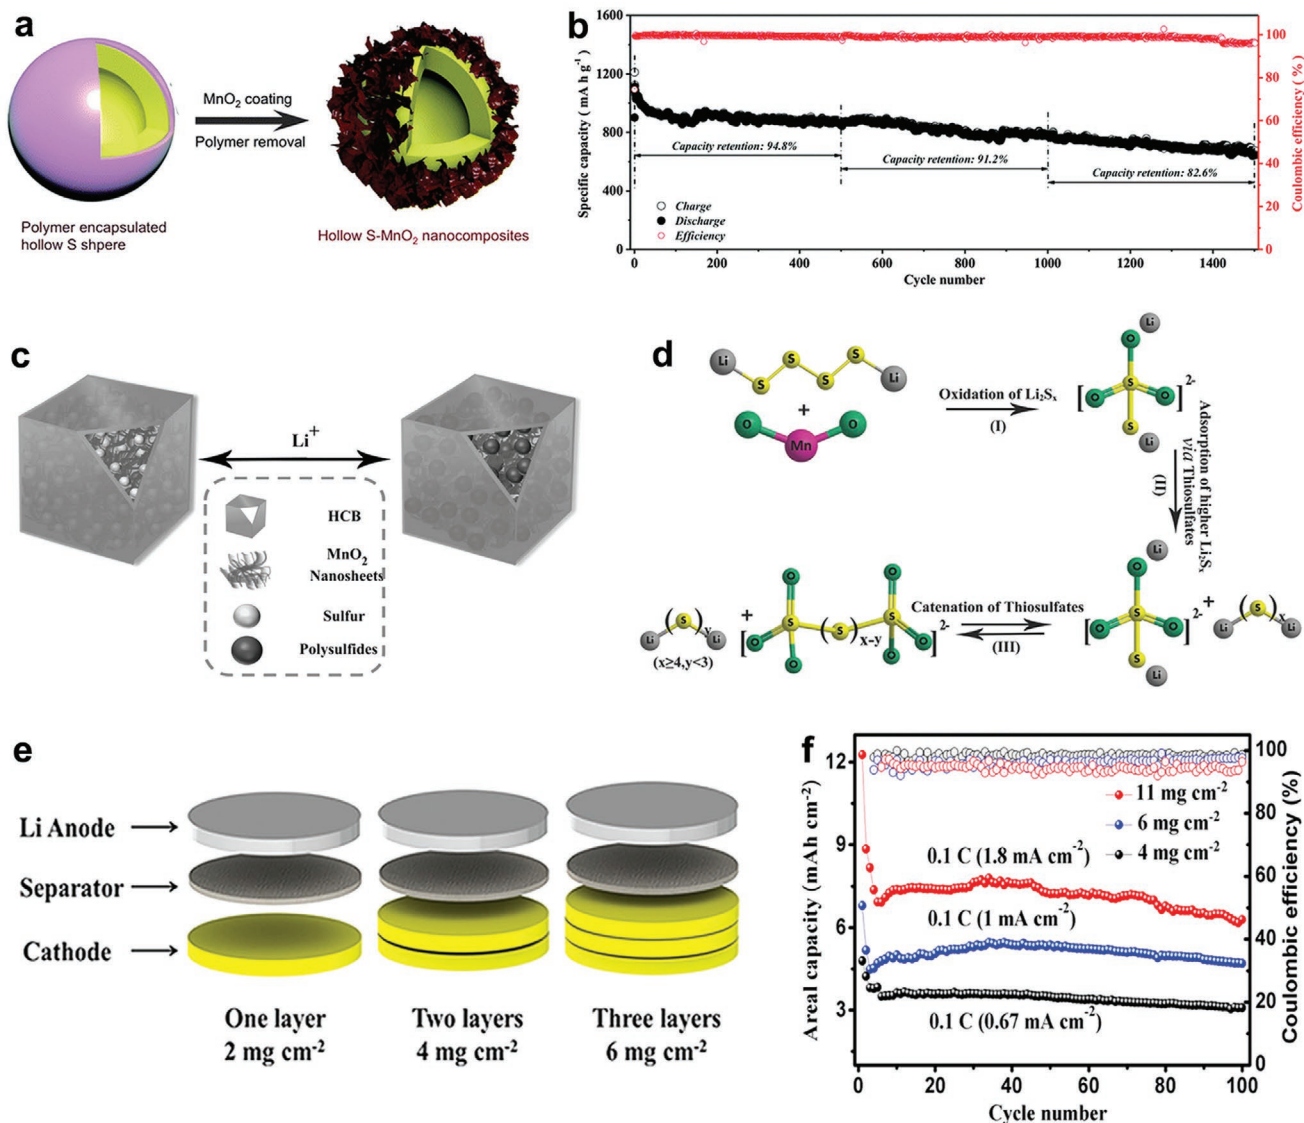 a
MnO₂ coating
Polymer removal
Polymer encapsulated
hollow S shpere
Hollow S-MnO₂ nanocomposites
b
Specific capacity ( mA h g⁻¹ )
1600
1200
800
400
0
Capacity retention: 94.8%
Capacity retention: 91.2%
Capacity retention: 82.6%
Charge
Discharge
Efficiency
0 200 400 600 800 1000 1200 1400
Cycle number
100
80
60
40
20
0
Coulombic efficiency ( % )
c
Li⁺
HCB
MnO₂
Nanosheets
Sulfur
Polysulfides
d
Li S S S S Li
+
O Mn O
Oxidation of Li₂Sₓ
(I)
Li
O
[ O S O ]²⁻
S
Li
Adsorption of higher Li₂Sₓ
via Thiosulfates
(II)
Li
O
[ O S O ]²⁻ + Li (S)ₓ Li
S
Li
Catenation of Thiosulfates
(III)
Li (S)y Li
(x≥4,y<3)
+
O O
[ O S O (S)x-y O S O ]²⁻
e
Li Anode
Separator
Cathode
One layer
2 mg cm⁻²
Two layers
4 mg cm⁻²
Three layers
6 mg cm⁻²
f
Areal capacity (mAh cm⁻²)
12
9
6
3
11 mg cm⁻²
6 mg cm⁻²
4 mg cm⁻²
0.1 C (1.8 mA cm⁻²)
0.1 C (1 mA cm⁻²)
0.1 C (0.67 mA cm⁻²)
0 20 40 60 80 100
Cycle number
100
80
60
40
20
0
Coulombic efficiency (%)